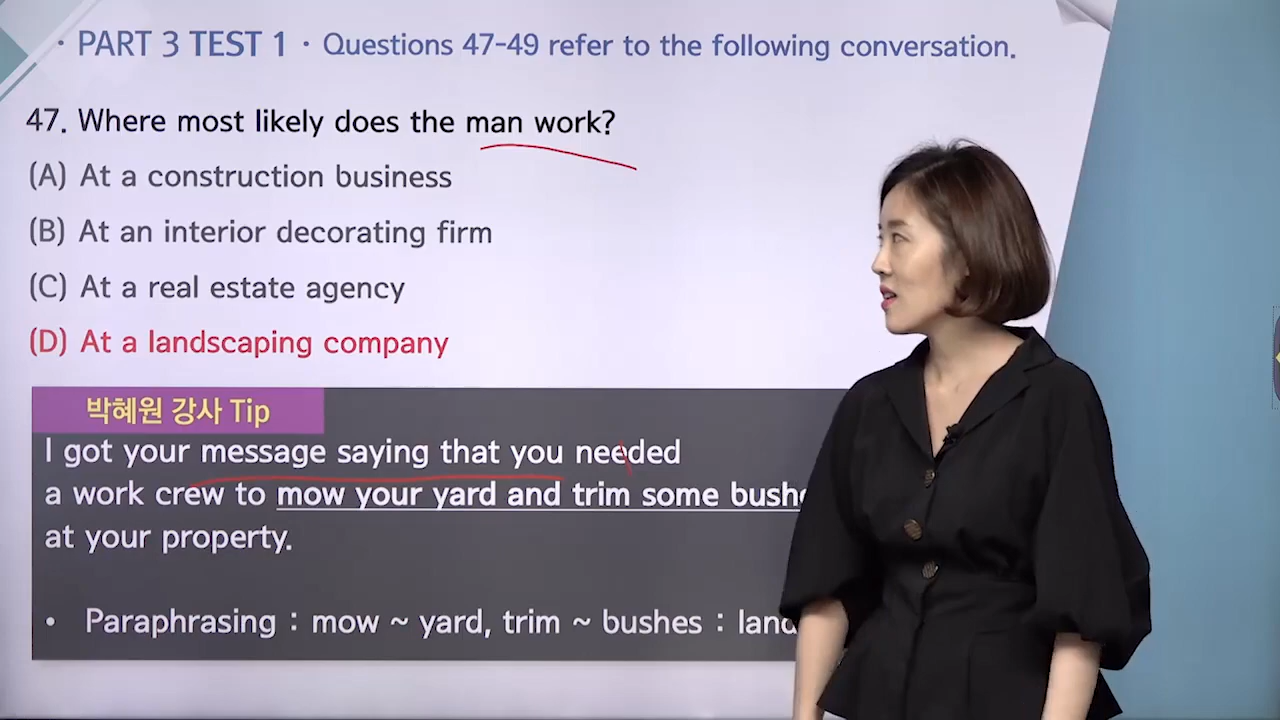 · PART 3 TEST 1 · Questions 47-49 refer to the following conversation.
47. Where most likely does the man work?
(A) At a construction business
(B) At an interior decorating firm
(C) At a real estate agency
(D) At a landscaping company
박혜원 강사 Tip
I got your message saying that you needed
a work crew to mow your yard and trim some
at your property.
• Paraphrasing : mow ~ yard, trim ~ bushes :